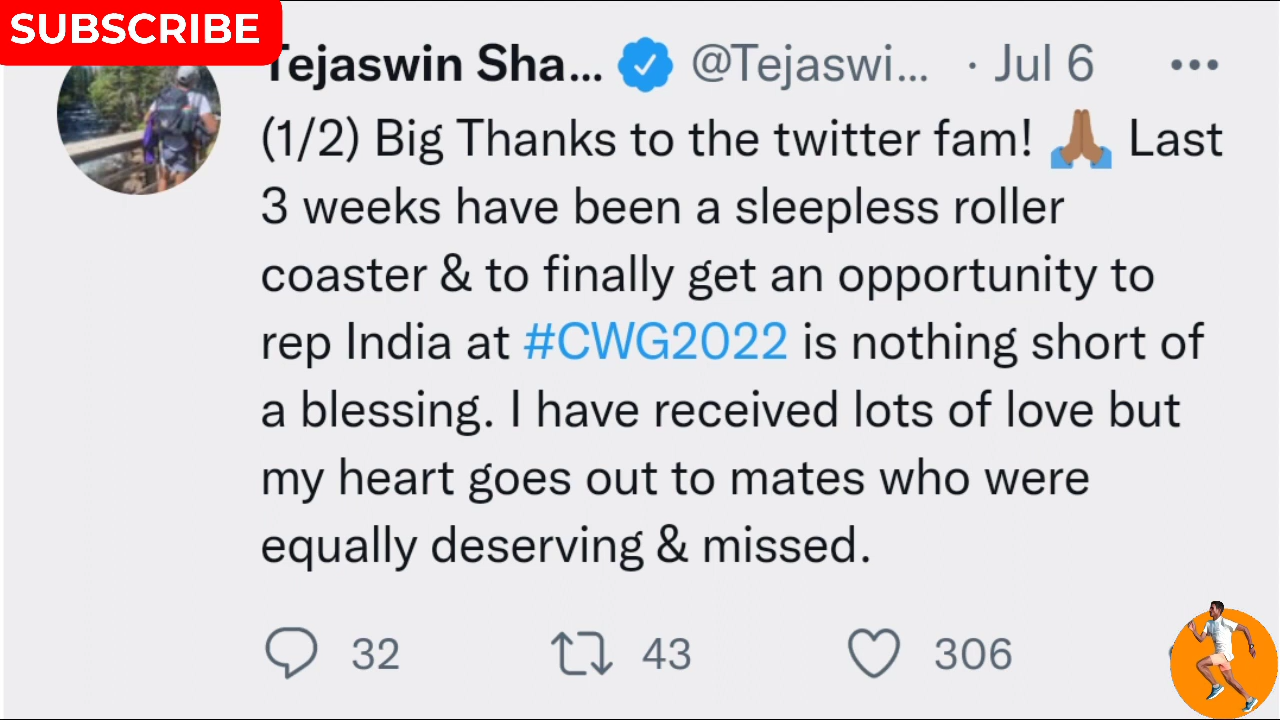 SUBSCRIBE
Tejaswin Sha... @Tejaswi... · Jul 6 •••
(1/2) Big Thanks to the twitter fam! 🙏🏽 Last
3 weeks have been a sleepless roller
coaster & to finally get an opportunity to
rep India at #CWG2022 is nothing short of
a blessing. I have received lots of love but
my heart goes out to mates who were
equally deserving & missed.
32 43 306